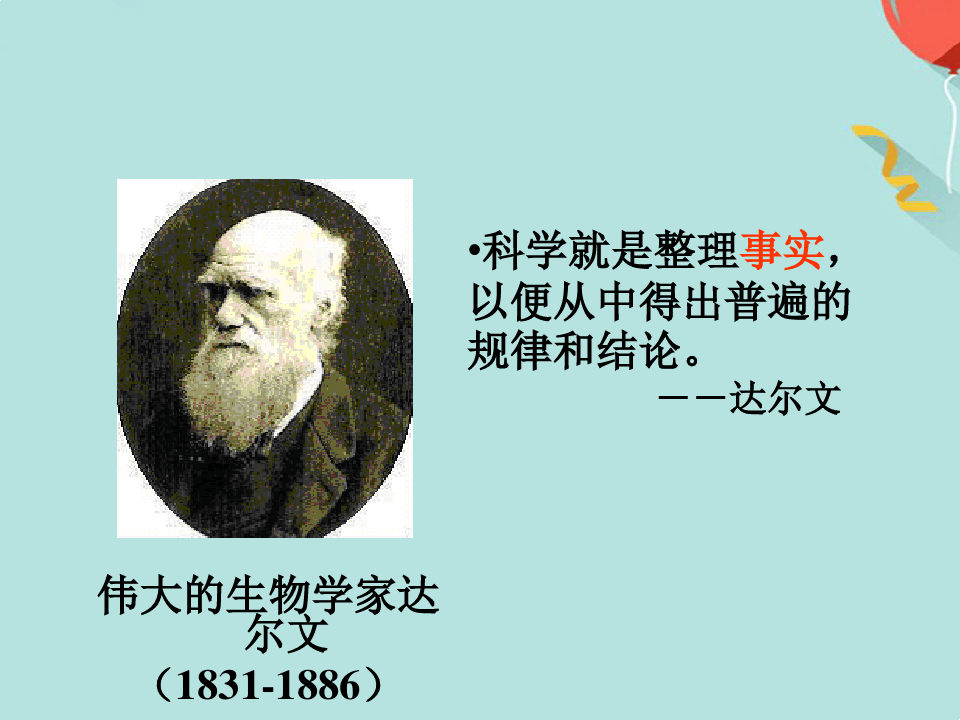 •科学就是整理事实，
以便从中得出普遍的
规律和结论。
－－达尔文
伟大的生物学家达
尔文
（1831-1886）